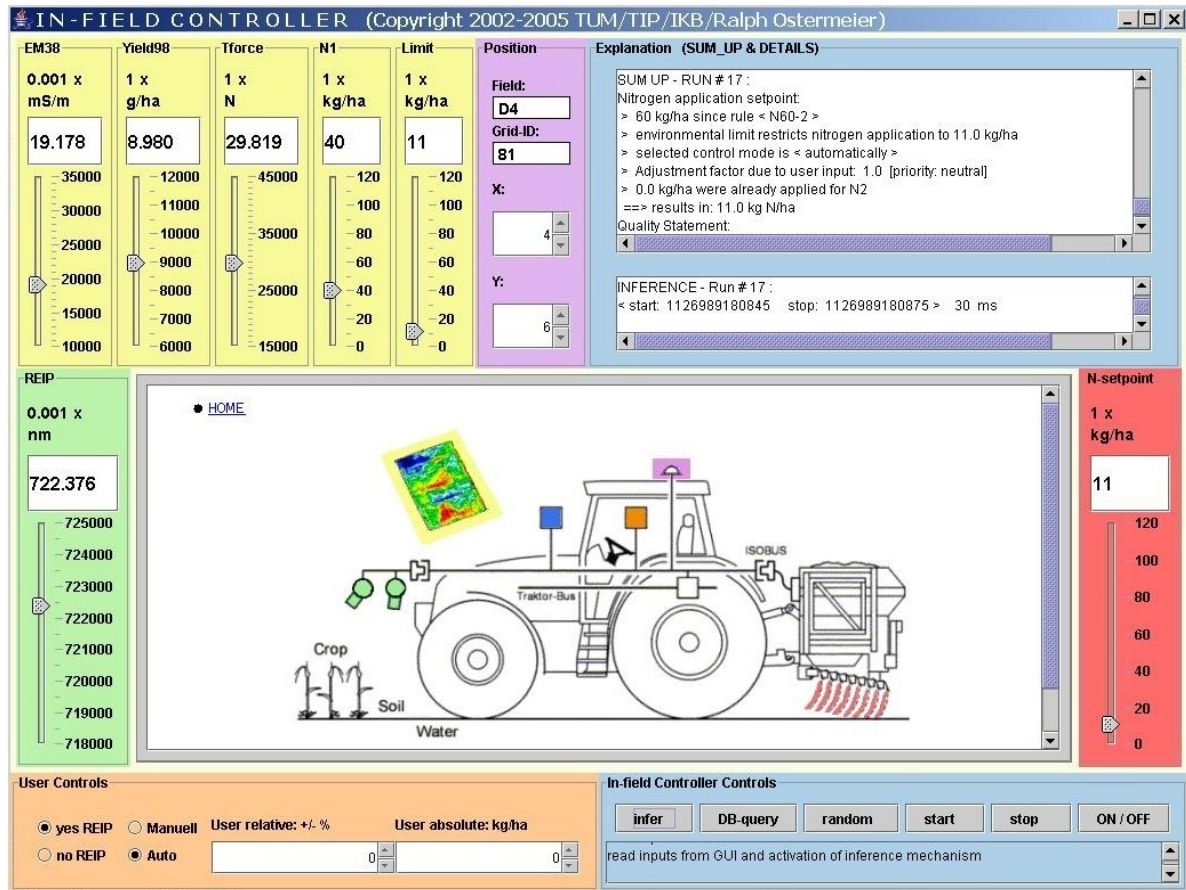 IN-FIELD CONTROLLER (Copyright 2002-2005 TUM/TIP/IKB/Ralph Ostermeier)
EM38
0.001 x
mS/m
19.178
35000
30000
25000
20000
15000
10000
Yield98
1 x
g/ha
8.980
12000
11000
10000
9000
8000
7000
6000
Tforce
1 x
N
29.819
45000
35000
25000
15000
N1
1 x
kg/ha
40
120
100
80
60
40
20
0
Limit
1 x
kg/ha
11
120
100
80
60
40
20
0
Position
Field:
D4
Grid-ID:
81
X:
4
Y:
6
Explanation (SUM_UP & DETAILS)
SUM UP - RUN # 17 :
Nitrogen application setpoint:
> 60 kg/ha since rule < N60-2 >
> environmental limit restricts nitrogen application to 11.0 kg/ha
> selected control mode is < automatically >
> Adjustment factor due to user input: 1.0 [priority: neutral]
> 0.0 kg/ha were already applied for N2
==> results in: 11.0 kg N/ha
Quality Statement:
INFERENCE - Run # 17 :
< start: 1126989180845 stop: 1126989180875 > 30 ms
REIP
0.001 x
nm
722.376
725000
724000
723000
722000
721000
720000
719000
718000
HOME
ISOBUS
Traktor-Bus
Crop
Soil
Water
N-setpoint
1 x
kg/ha
11
120
100
80
60
40
20
0
User Controls
yes REIP
Manuell
no REIP
Auto
User relative: +/- %
0
User absolute: kg/ha
0
In-field Controller Controls
infer
DB-query
random
start
stop
ON / OFF
read inputs from GUI and activation of inference mechanism